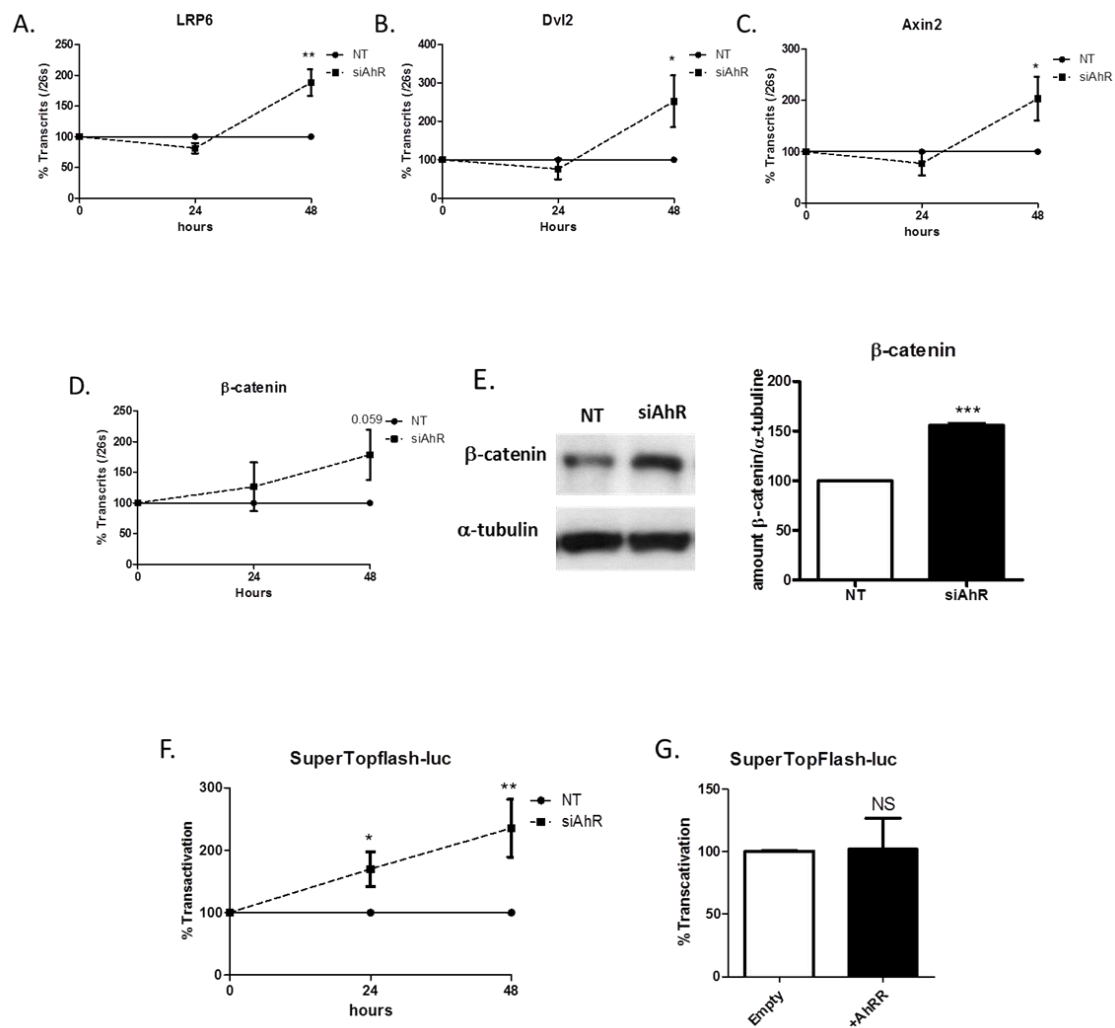 A.
LRP6
% Transcrits (/26s)
250
200
150
100
50
0
0
24
48
hours
**
NT
siAhR
B.
Dvl2
% Transcrits (/26s)
400
300
200
100
0
0
24
48
Hours
*
NT
siAhR
C.
Axin2
% Transcrits (/26s)
300
200
100
0
0
24
48
hours
*
NT
siAhR
D.
β-catenin
% Transcrits (/26s)
250
200
150
100
50
0
0
24
48
Hours
0.059
NT
siAhR
E.
NT siAhR
β-catenin
α-tubulin
β-catenin
amount β-catenin/α-tubuline
200
150
100
50
0
***
NT
siAhR
F.
SuperTopflash-luc
% Transactivation
300
200
100
0
0
24
48
hours
*
**
NT
siAhR
G.
SuperTopFlash-luc
% Transcativation
150
100
50
0
NS
Empty
+AhRR